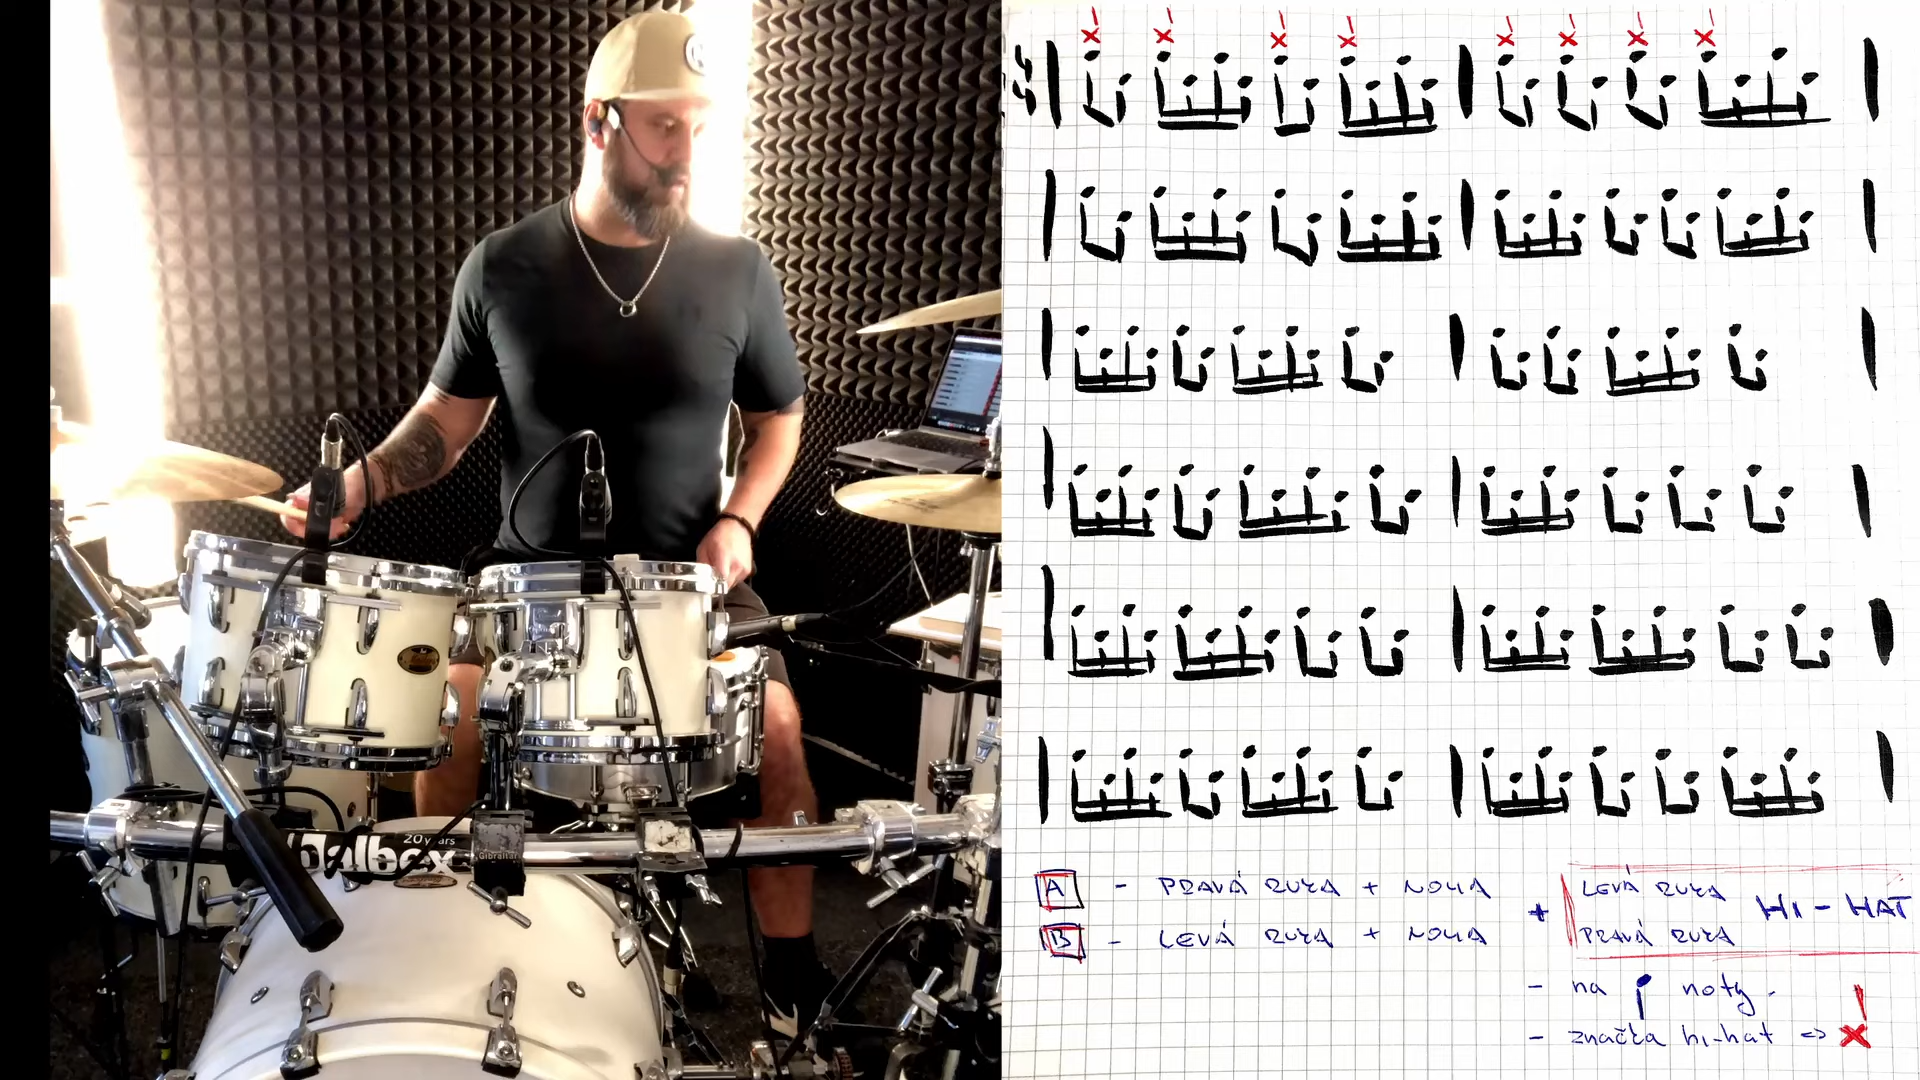 20 years
balbex
Gibraltar
A - PRAVÁ RUKA + NOHA
B - LEVÁ RUKA + NOHA
+ LEVÁ RUKA
PRAVÁ RUKA
HI-HAT
- na noty.
- značka hi-hat => x